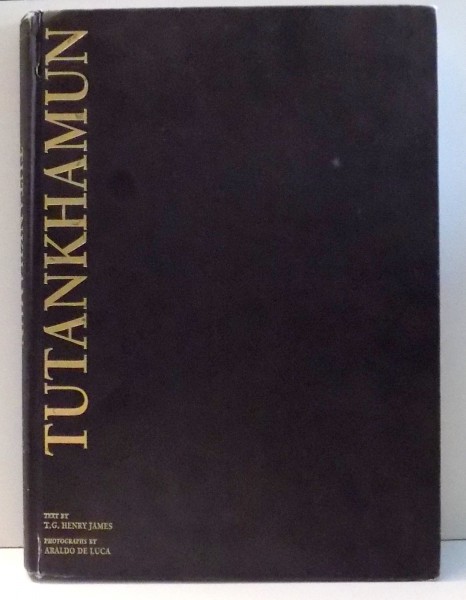 TUTANKHAMUN
TEXT BY
T.G. HENRY JAMES
PHOTOGRAPHS BY
ARALDO DE LUCA